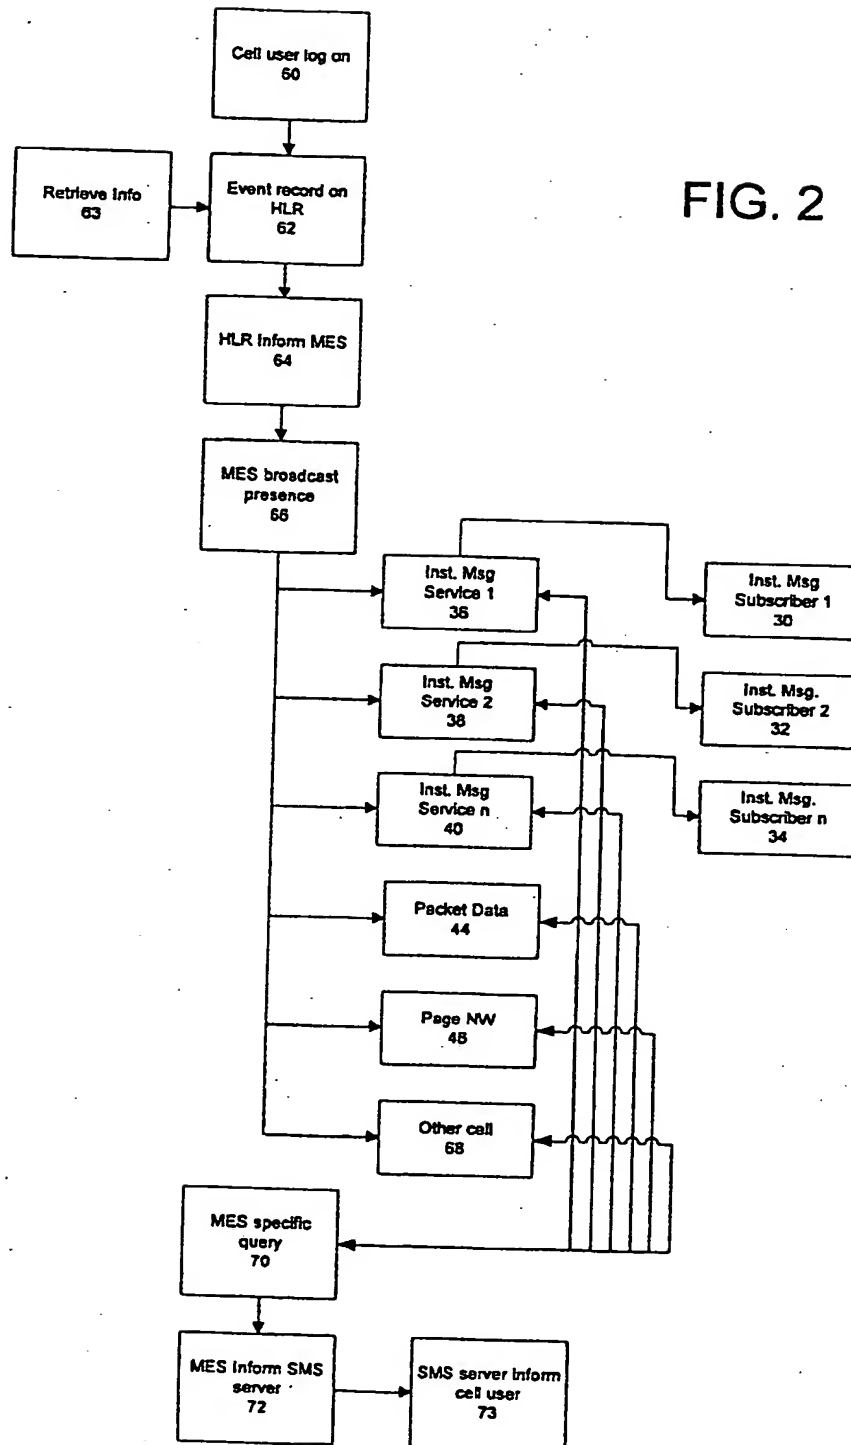 Cell user log on
60
Retrieve Info
63
Event record on
HLR
62
FIG. 2
HLR Inform MES
64
MES broadcast
presence
66
Inst. Msg
Service 1
36
Inst. Msg
Subscriber 1
30
Inst. Msg
Service 2
38
Inst. Msg.
Subscriber 2
32
Inst. Msg
Service n
40
Inst. Msg.
Subscriber n
34
Packet Data
44
Page NW
48
Other cell
68
MES specific
query
70
MES Inform SMS
server
72
SMS server Inform
cell user
73